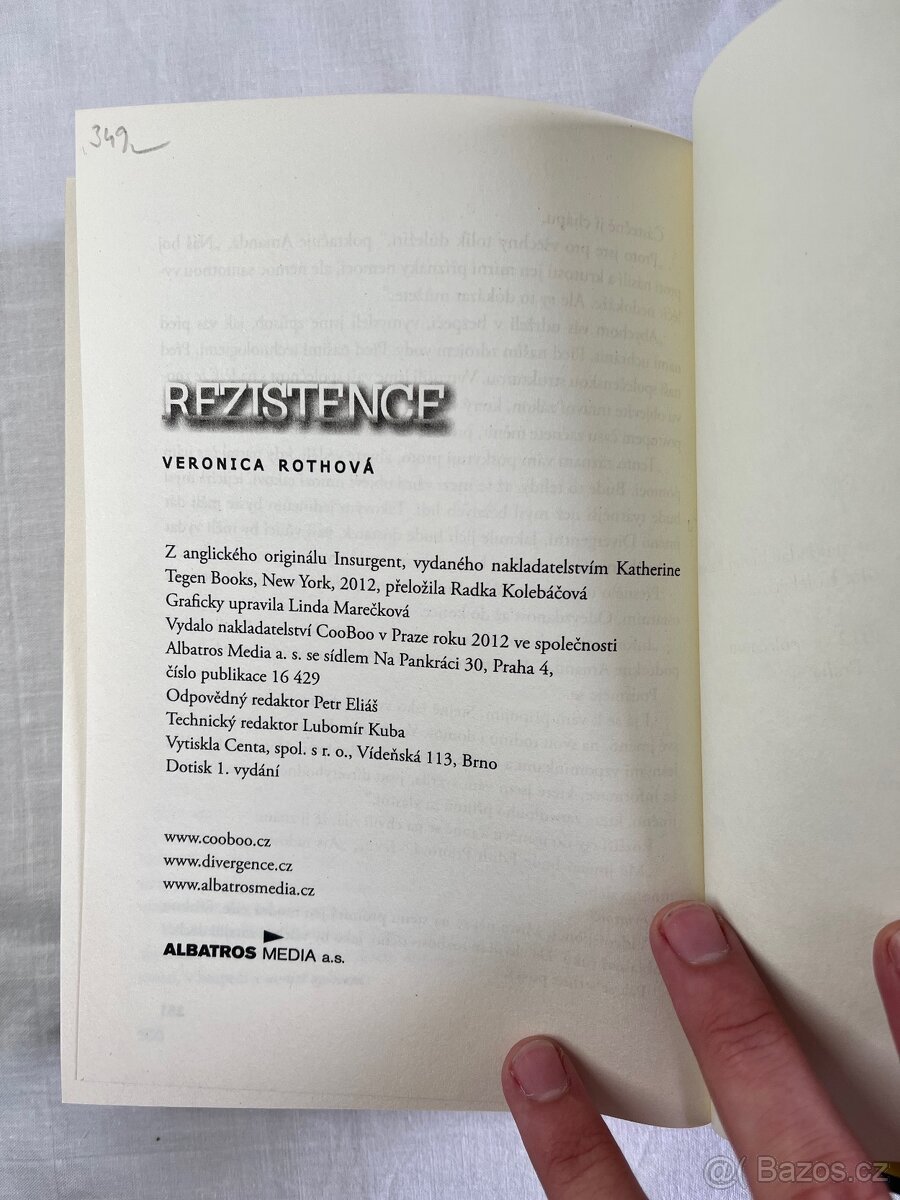 349,-
REZISTENCE
VERONICA ROTHOVÁ
Z anglického originálu Insurgent, vydaného nakladatelstvím Katherine
Tegen Books, New York, 2012, přeložila Radka Kolebáčová
Graficky upravila Linda Marečková
Vydalo nakladatelství CooBoo v Praze roku 2012 ve společnosti
Albatros Media a. s. se sídlem Na Pankráci 30, Praha 4,
číslo publikace 16 429
Odpovědný redaktor Petr Eliáš
Technický redaktor Lubomír Kuba
Vytiskla Centa, spol. s r. o., Vídeňská 113, Brno
Dotisk 1. vydání
www.cooboo.cz
www.divergence.cz
www.albatrosmedia.cz
ALBATROS MEDIA a.s.
Bazos.cz